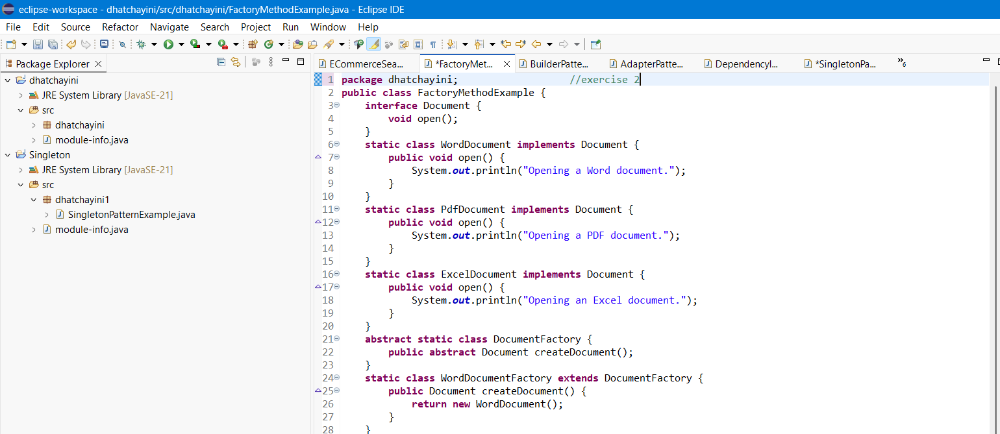 eclipse-workspace - dhatchayini/src/dhatchayini/FactoryMethodExample.java - Eclipse IDE
File Edit Source Refactor Navigate Search Project Run Window Help
Package Explorer
dhatchayini
JRE System Library [JavaSE-21]
src
dhatchayini
module-info.java
Singleton
JRE System Library [JavaSE-21]
src
dhatchayini1
SingletonPatternExample.java
module-info.java
ECommerceSea... *FactoryMet... BuilderPatte... AdapterPatte... DependencyI... *SingletonPa... »6
1 package dhatchayini; //exercise 2
2 public class FactoryMethodExample {
3 interface Document {
4 void open();
5 }
6 static class WordDocument implements Document {
7 public void open() {
8 System.out.println("Opening a Word document.");
9 }
10 }
11 static class PdfDocument implements Document {
12 public void open() {
13 System.out.println("Opening a PDF document.");
14 }
15 }
16 static class ExcelDocument implements Document {
17 public void open() {
18 System.out.println("Opening an Excel document.");
19 }
20 }
21 abstract static class DocumentFactory {
22 public abstract Document createDocument();
23 }
24 static class WordDocumentFactory extends DocumentFactory {
25 public Document createDocument() {
26 return new WordDocument();
27 }
28 }